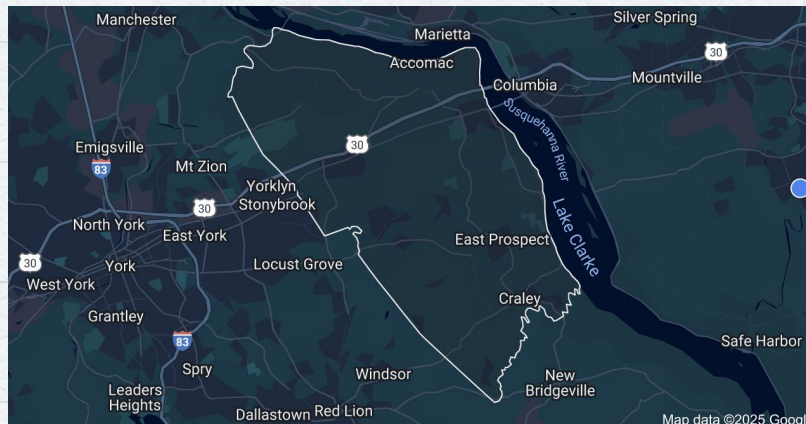 Manchester
Marietta
Silver Spring
30
Accomac
Mountville
Columbia
Susquehanna River
Emigsville
30
83
Mt Zion
Yorklyn
Stonybrook
30
North York
East York
Lake Clarke
East Prospect
30
York
Locust Grove
West York
Craley
Grantley
83
Safe Harbor
Spry
Windsor
New
Bridgeville
Leaders
Heights
Dallastown
Red Lion
Map data ©2025 Googl